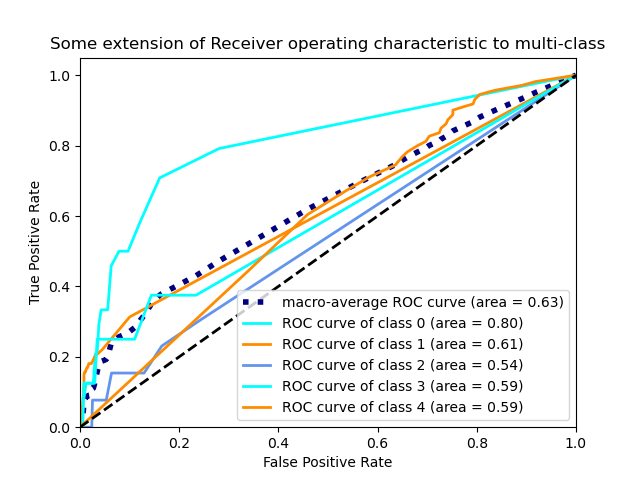 Some extension of Receiver operating characteristic to multi-class
True Positive Rate
1.0
0.8
0.6
0.4
0.2
0.0
macro-average ROC curve (area = 0.63)
ROC curve of class 0 (area = 0.80)
ROC curve of class 1 (area = 0.61)
ROC curve of class 2 (area = 0.54)
ROC curve of class 3 (area = 0.59)
ROC curve of class 4 (area = 0.59)
0.0 0.2 0.4 0.6 0.8 1.0
False Positive Rate